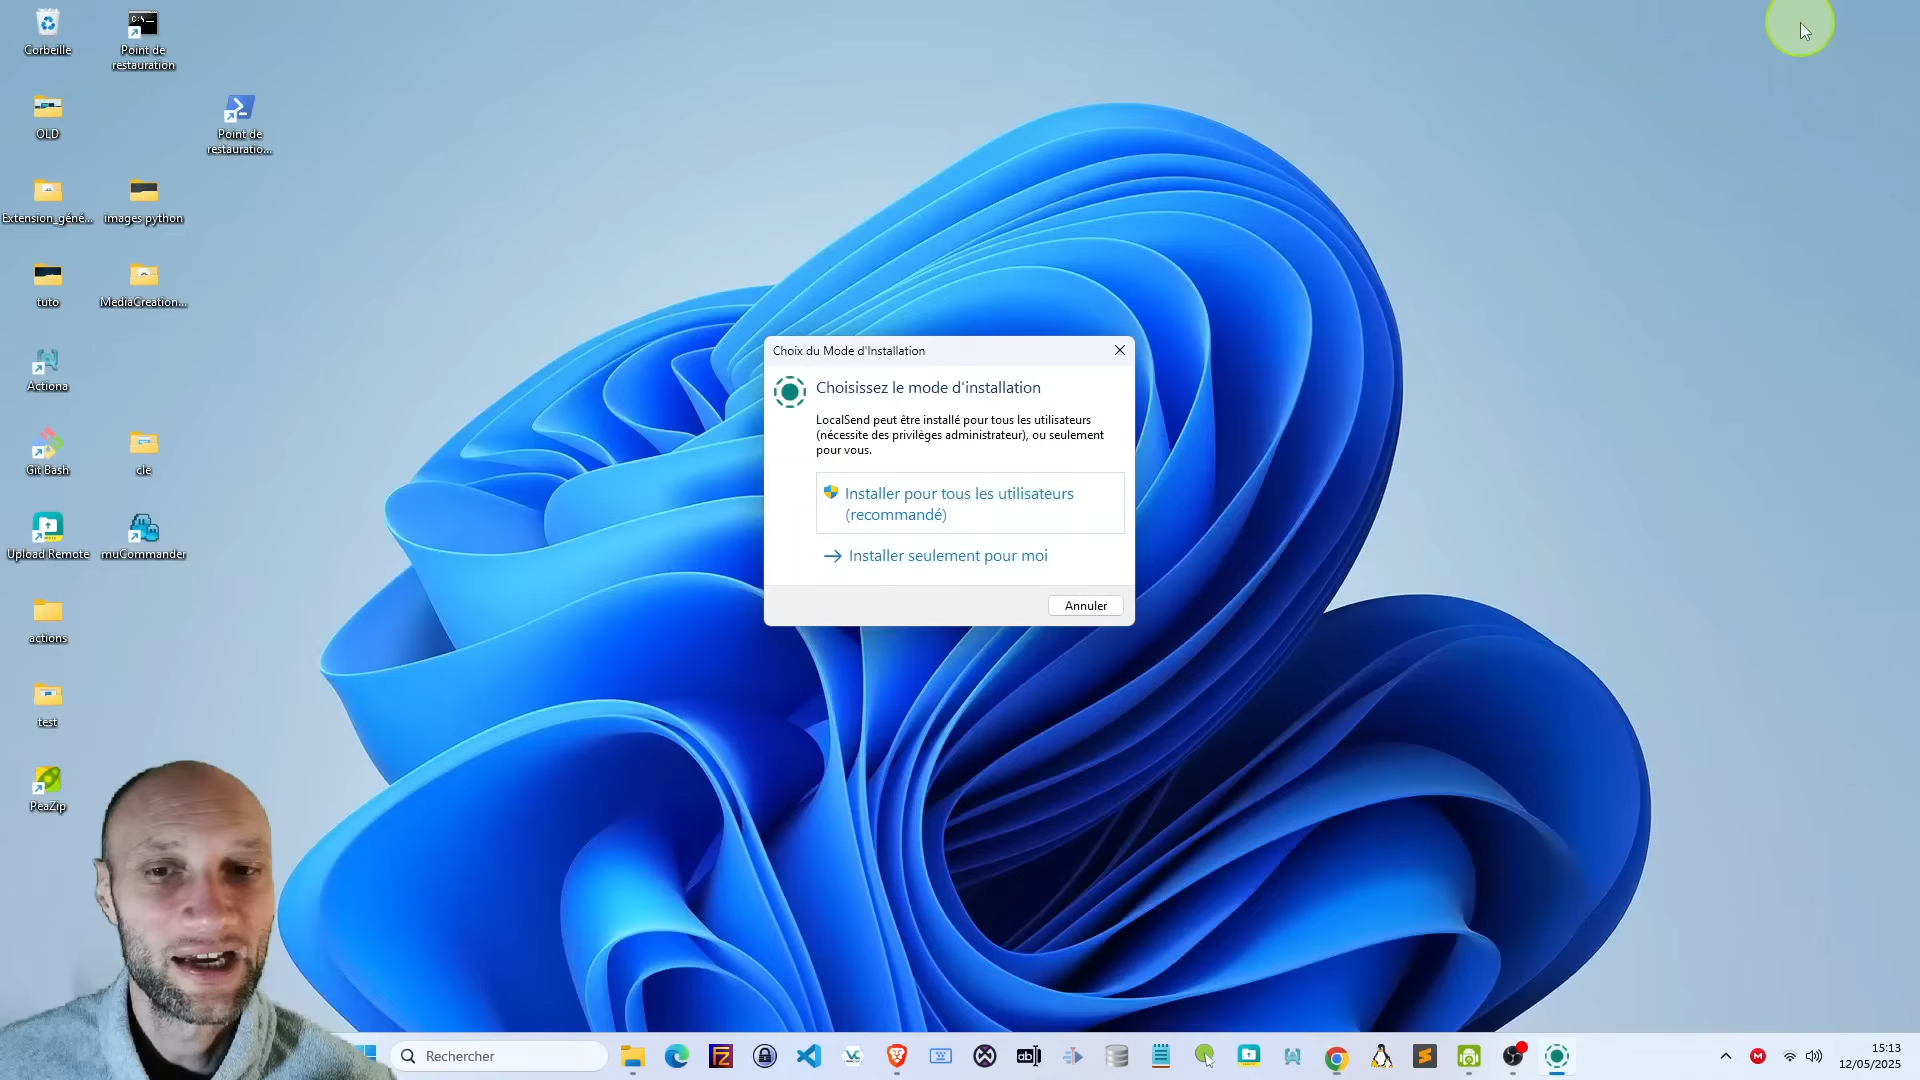 Corbeille
Point de
restauration
OLD
Point de
restauratio...
Extension_géné...
images python
tuto
MediaCreation...
Actiona
Git Bash
cle
Upload Remote
muCommander
actions
test
PeaZip
Choix du Mode d'Installation
Choisissez le mode d'installation
LocalSend peut être installé pour tous les utilisateurs
(nécessite des privilèges administrateur), ou seulement
pour vous.
Installer pour tous les utilisateurs
(recommandé)
Installer seulement pour moi
Annuler
Rechercher
15:13
12/05/2025